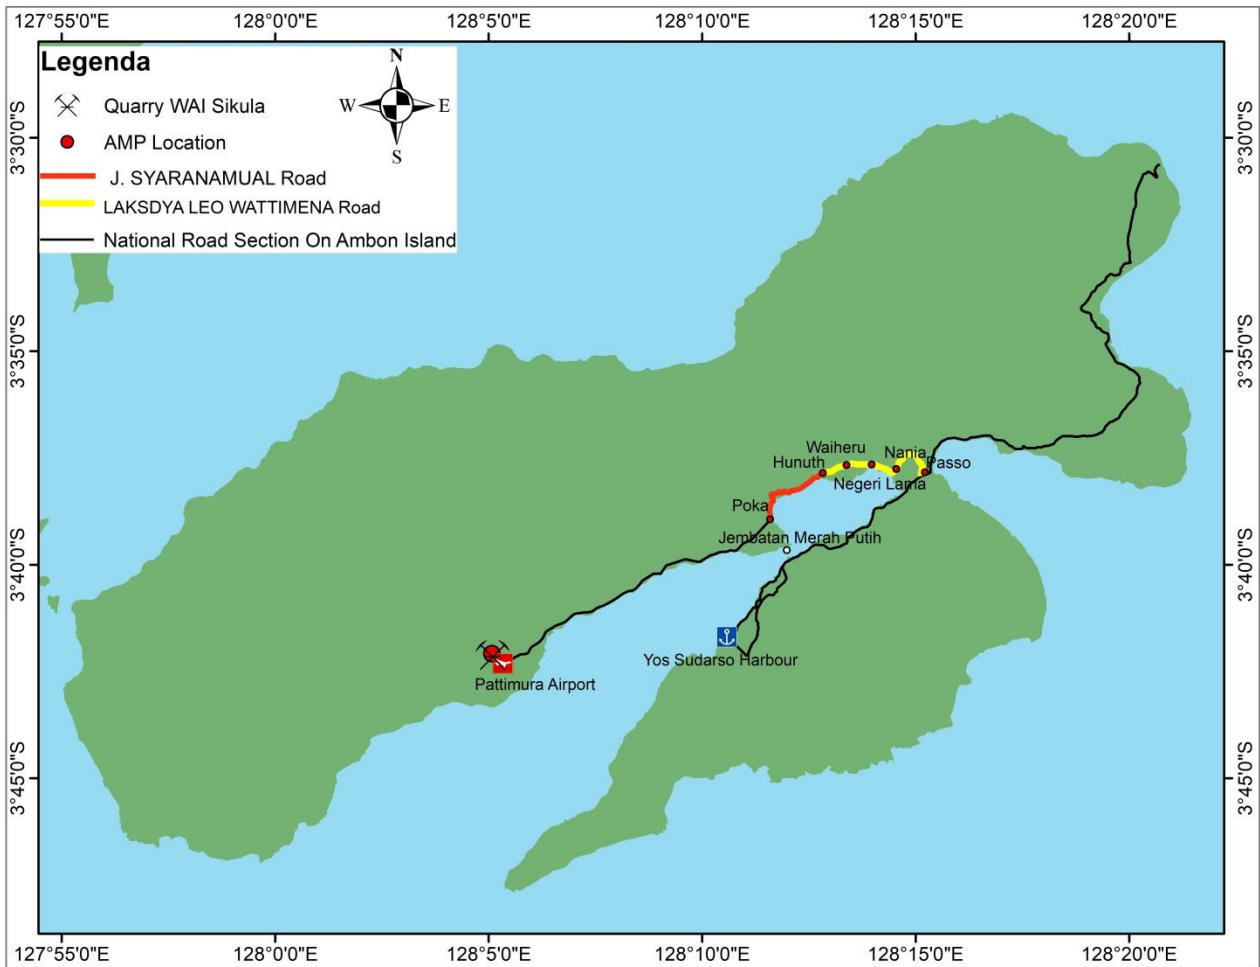 127°55'0"E 128°0'0"E 128°5'0"E 128°10'0"E 128°15'0"E 128°20'0"E
Legenda
Quarry WAI Sikula
AMP Location
J. SYARANAMUAL Road
LAKSDYA LEO WATTIMENA Road
National Road Section On Ambon Island
N
W E
S
3°30'0"S 3°30'0"S
3°35'0"S 3°35'0"S
Waiheru Nania
Hunuth Passo
Negeri Lama
Poka
Jembatan Merah Putih
3°40'0"S 3°40'0"S
Yos Sudarso Harbour
Pattimura Airport
3°45'0"S 3°45'0"S
127°55'0"E 128°0'0"E 128°5'0"E 128°10'0"E 128°15'0"E 128°20'0"E